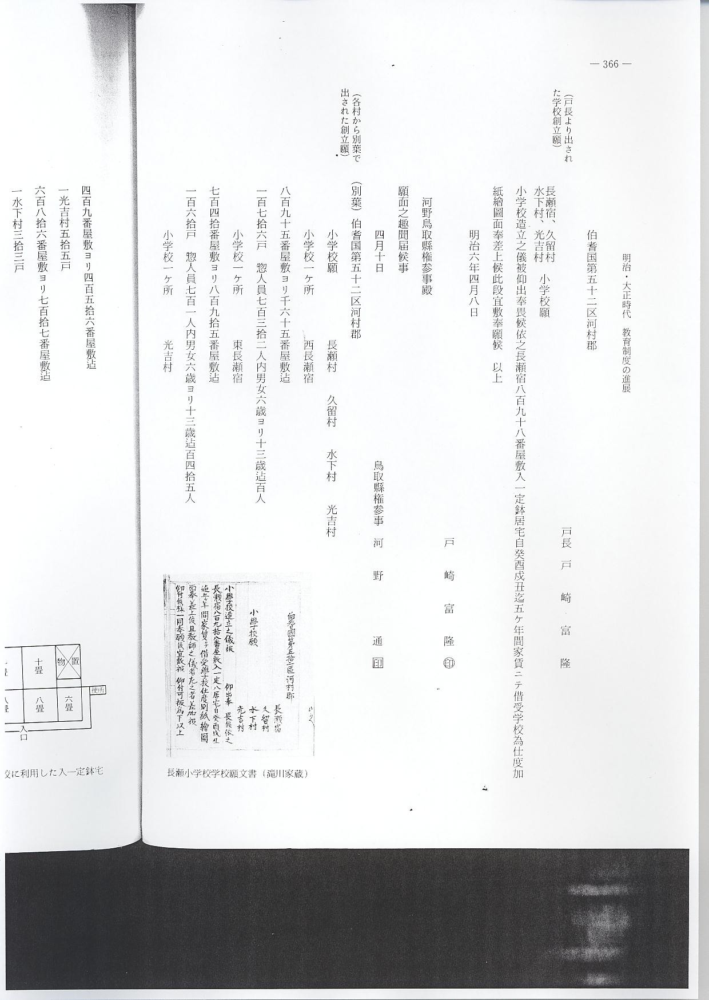 ― 366 ―
明治・大正時代　教育制度の進展
（戸長より出され
た学校創立願）
伯耆国第五十二区河村郡
戸長　戸崎富隆
長瀬宿、久留村
水下村、光吉村　小学校願
小学校造立之儀被仰出奉畏候依之長瀬宿八百九十八番屋敷入一定鉢居宅自癸酉戍丑迄五ケ年間家賃ニテ借受学校為仕度加
紙繪圖面奉差上候此段宜敷奉願候　以上
明治六年四月八日
戸崎富隆㊞
河野鳥取縣権参事殿
願面之趣聞届候事
四月十日
鳥取縣権参事　河野　通 印
（各村から別葉で
出された創立願）
（別葉）伯耆国第五十二区河村郡
小学校願　長瀬村　久留村　水下村　光吉村
小学校一ケ所　西長瀬宿
八百九十五番屋敷ヨリ千六十五番屋敷迠
一百七拾六戸　惣人員七百三拾二人内男女六歳ヨリ十三歳迠百人
小学校一ケ所　東長瀬宿
七百四拾番屋敷ヨリ八百九拾五番屋敷迠
一百六拾戸　惣人員七百一人内男女六歳ヨリ十三歳迠百四拾五人
小学校一ケ所　光吉村
伯耆國第五拾二區河村郡
長瀬宿
久留村
水下村
光吉村
小學校願
小學校造立之儀被　仰出奉畏候依之
長瀬宿八百九拾八番屋敷入一定八居宅自癸酉戍丑
迠五ケ年間家賃ニテ借受學校仕度別紙繪圖
面奉差上候且教師之儀者左之者差加被
仰付候様一同奉願候宜敷被　仰付可被為下以上
長瀬小学校学校願文書（滝川家蔵）
四百九番屋敷ヨリ四百五拾六番屋敷迠
一光吉村五拾五戸
六百八拾六番屋敷ヨリ七百拾七番屋敷迠
一水下村三拾三戸
物置
十畳
便所
六畳
八畳
入口
校に利用した入一定鉢宅